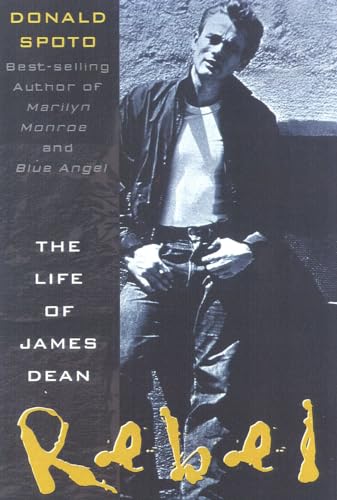 DONALD
SPOTO
Best-selling
Author of
Marilyn
Monroe
and
Blue Angel
THE
LIFE
OF
JAMES
DEAN
Rebel